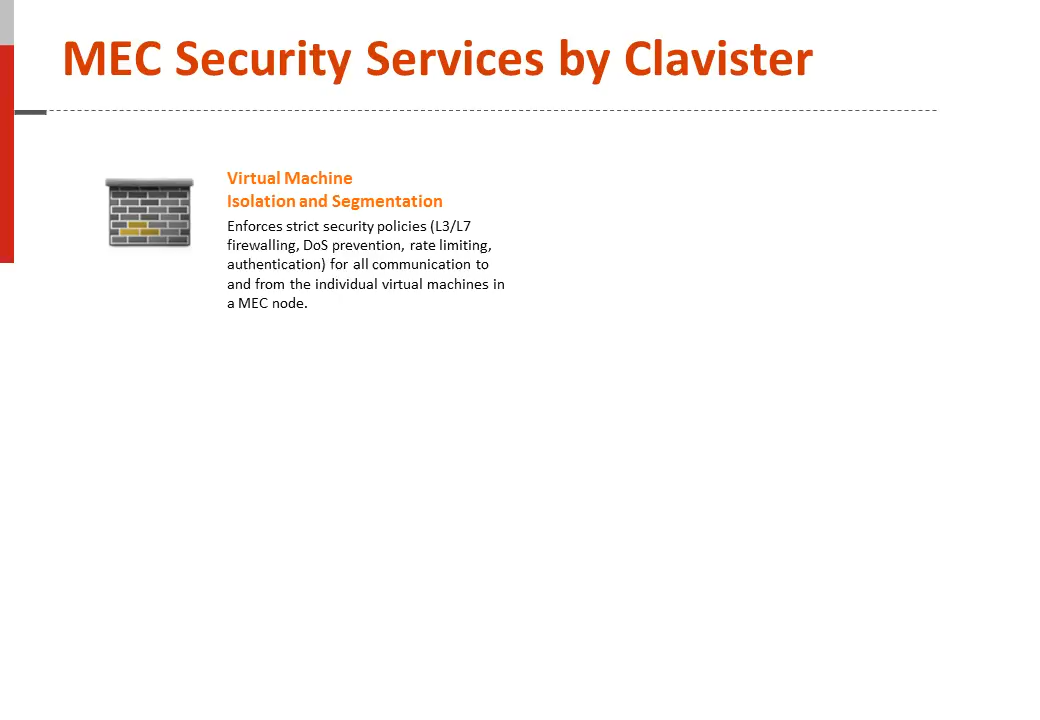 MEC Security Services by Clavister
Virtual Machine
Isolation and Segmentation
Enforces strict security policies (L3/L7
firewalling, DoS prevention, rate limiting,
authentication) for all communication to
and from the individual virtual machines in
a MEC node.